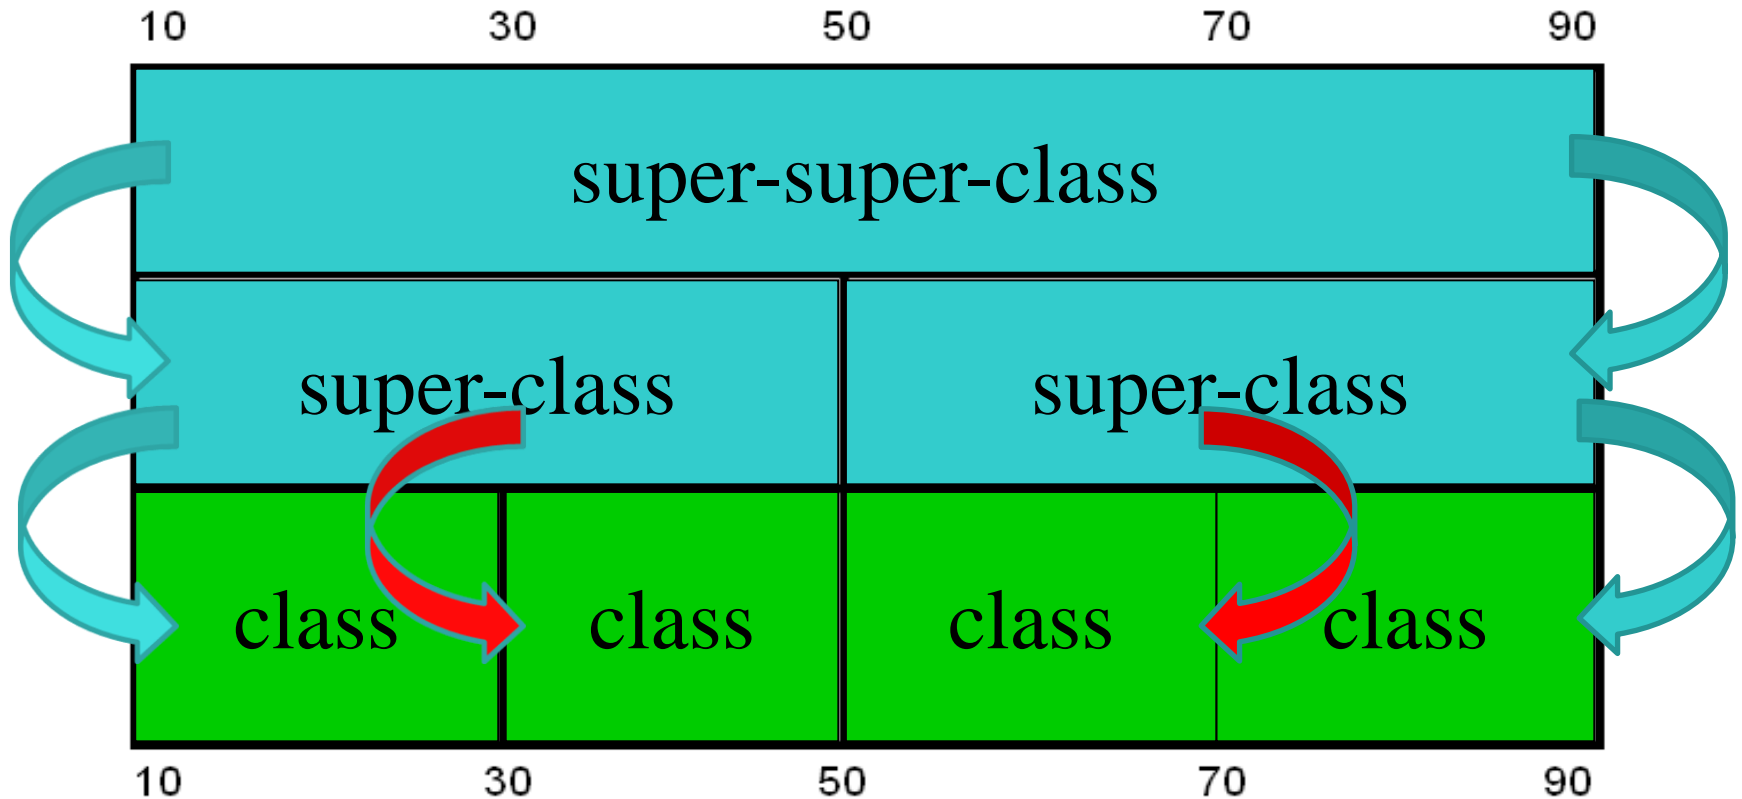 10 30 50 70 90
super-super-class
super-class super-class
class class class class
10 30 50 70 90